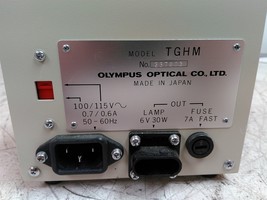 MODEL TGHM
No.
OLYMPUS OPTICAL CO., LTD.
MADE IN JAPAN
100/115V~
0.7/0.6A
50-60Hz
OUT
LAMP
6V 30W
FUSE
7A FAST